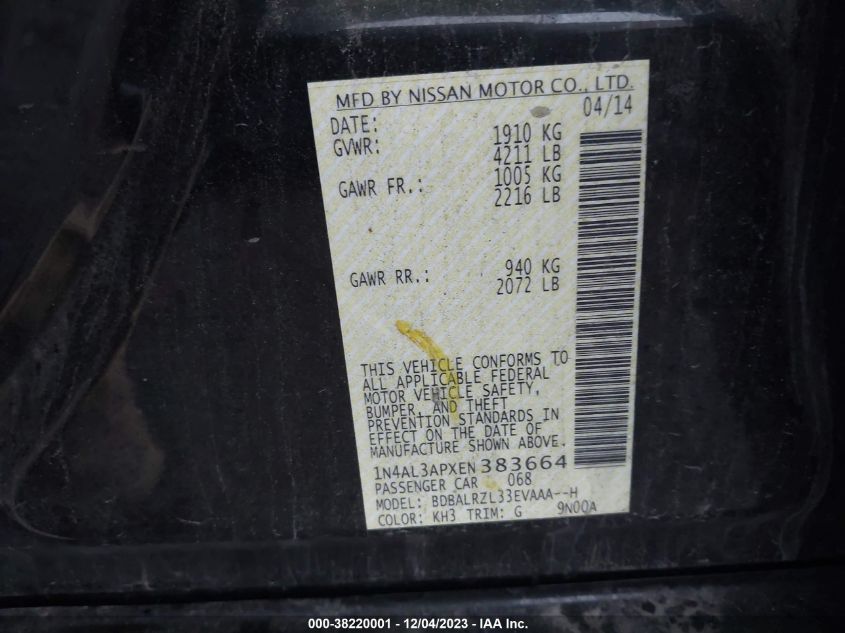 MFD BY NISSAN MOTOR CO., LTD.
DATE: 04/14
GVWR: 1910 KG
4211 LB
GAWR FR.: 1005 KG
2216 LB
GAWR RR.: 940 KG
2072 LB
THIS VEHICLE CONFORMS TO
ALL APPLICABLE FEDERAL
MOTOR VEHICLE SAFETY,
BUMPER, AND THEFT
PREVENTION STANDARDS IN
EFFECT ON THE DATE OF
MANUFACTURE SHOWN ABOVE.
1N4AL3APXEN383664
PASSENGER CAR 068
MODEL: BDBALRZL33EVAAA--H
COLOR: KH3 TRIM: G 9N00A
000-38220001 - 12/04/2023 - IAA Inc.